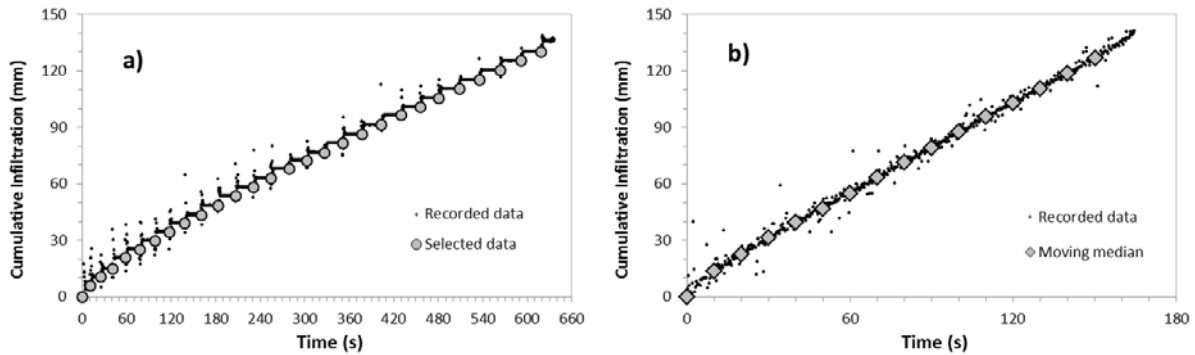 a)
Cumulative Infiltration (mm)
150
120
90
60
30
0
Recorded data
Selected data
0 60 120 180 240 300 360 420 480 540 600 660
Time (s)
b)
Cumulative Infiltration (mm)
150
120
90
60
30
0
Recorded data
Moving median
0 60 120 180
Time (s)